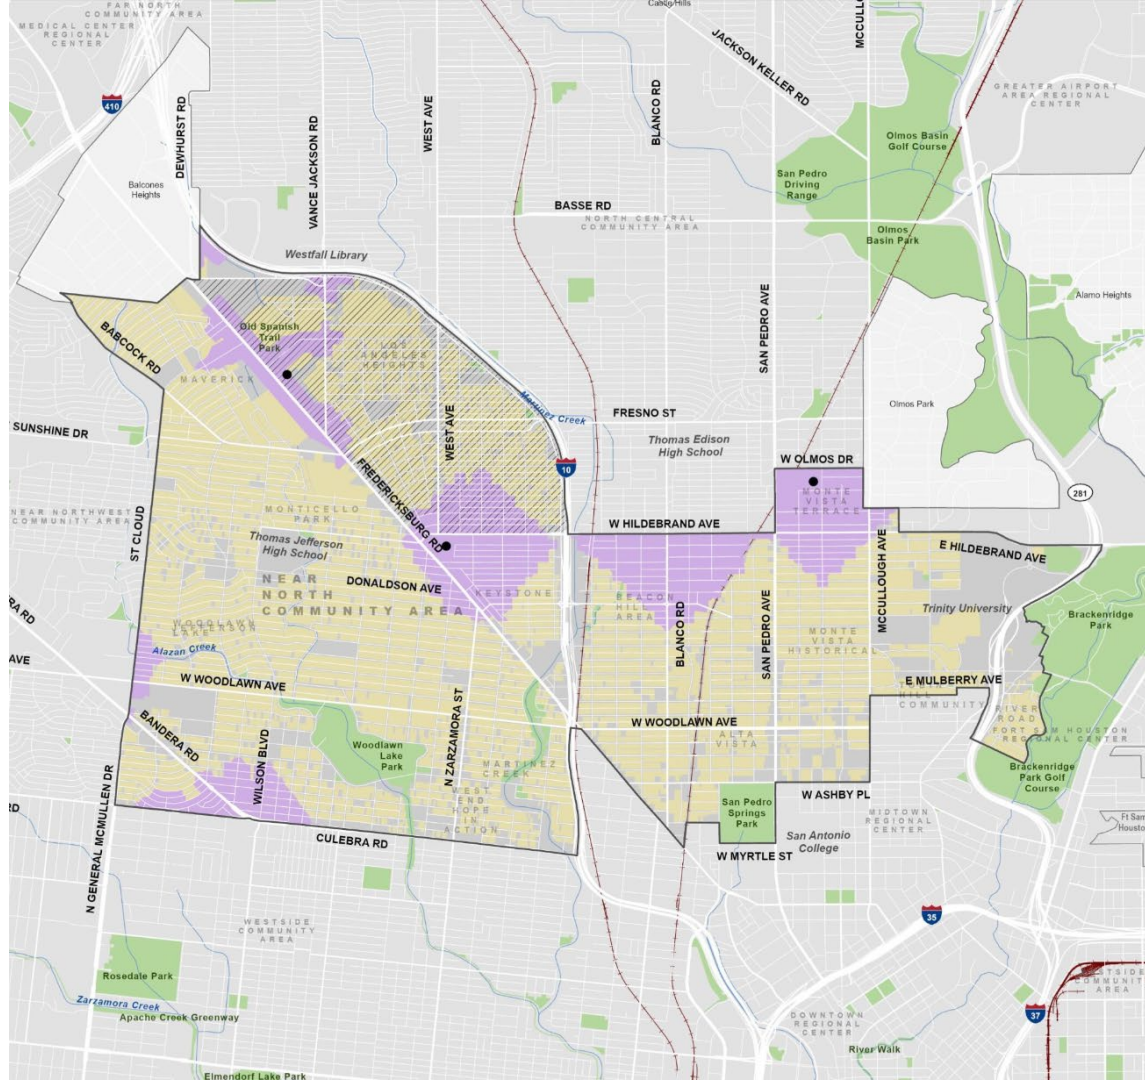 FAR NORTH
COMMUNITY AREA
MEDICAL CENTER
REGIONAL
CENTER
Castle Hills
JACKSON KELLER RD
410
DEWHURST RD
VANCE JACKSON RD
WEST AVE
BLANCO RD
GREATER AIRPORT
AREA REGIONAL
CENTER
Olmos Basin
Golf Course
San Pedro
Driving
Range
Balcones
Heights
BASSE RD
NORTH CENTRAL
COMMUNITY AREA
Olmos
Basin Park
Westfall Library
SAN PEDRO AVE
Alamo Heights
BABCOCK RD
Old Spanish
Trail
Park
LOS
ANGELES
HEIGHTS
MAVERICK
Martinez Creek
Olmos Park
WEST AVE
FRESNO ST
SUNSHINE DR
Thomas Edison
High School
W OLMOS DR
FREDERICKSBURG RD
10
281
MONTE
VISTA
TERRACE
NEAR NORTHWEST
COMMUNITY AREA
MONTICELLO
PARK
W HILDEBRAND AVE
ST CLOUD
Thomas Jefferson
High School
MCCULLOUGH AVE
E HILDEBRAND AVE
NEAR
NORTH
COMMUNITY AREA
DONALDSON AVE
KEYSTONE
BEACON
HILL
AREA
BLANCO RD
SAN PEDRO AVE
Trinity University
Brackenridge
Park
WOODLAWN
LAKE
JEFFERSON
MONTE
VISTA
HISTORICAL
Alazan Creek
AVE
W WOODLAWN AVE
E MULBERRY AVE
COMMUNITY
BANDERA RD
W WOODLAWN AVE
RIVER
ROAD
ALTA
VISTA
FORT SAM HOUSTON
REGIONAL CENTER
WILSON BLVD
Woodlawn
Lake
Park
N ZARZAMORA ST
MARTINEZ
CREEK
Brackenridge
Park Golf
Course
N GENERAL MCMULLEN DR
WEST
END
HOPE
IN
ACTION
W ASHBY PL
San Pedro
Springs
Park
MIDTOWN
REGIONAL
CENTER
CULEBRA RD
San Antonio
College
W MYRTLE ST
WESTSIDE
COMMUNITY
AREA
35
Rosedale Park
Zarzamora Creek
Apache Creek Greenway
DOWNTOWN
REGIONAL
CENTER
37
River Walk
Elmendorf Lake Park